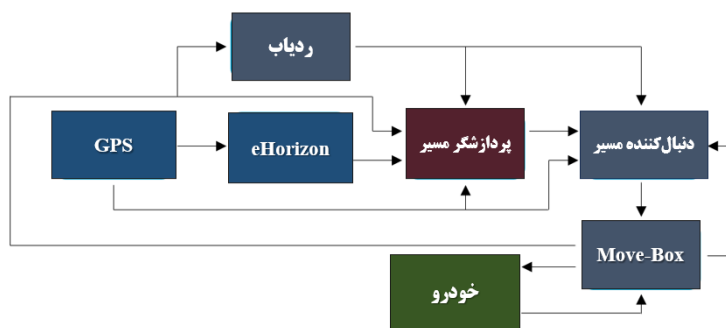 ردیاب
GPS
eHorizon
پردازشگر مسیر
دنبال‌کننده مسیر
Move-Box
خودرو